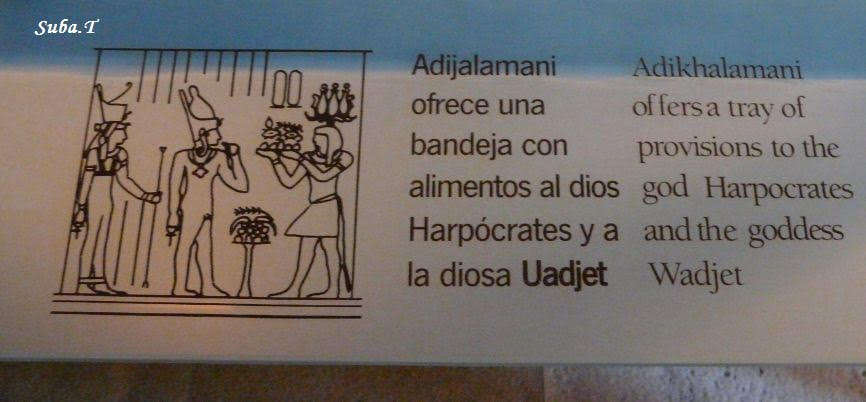 Suba.T
Adijalamani
ofrece una
bandeja con
alimentos al dios
Harpócrates y a
la diosa Uadjet
Adikhalamani
offers a tray of
provisions to the
god Harpocrates
and the goddess
Wadjet